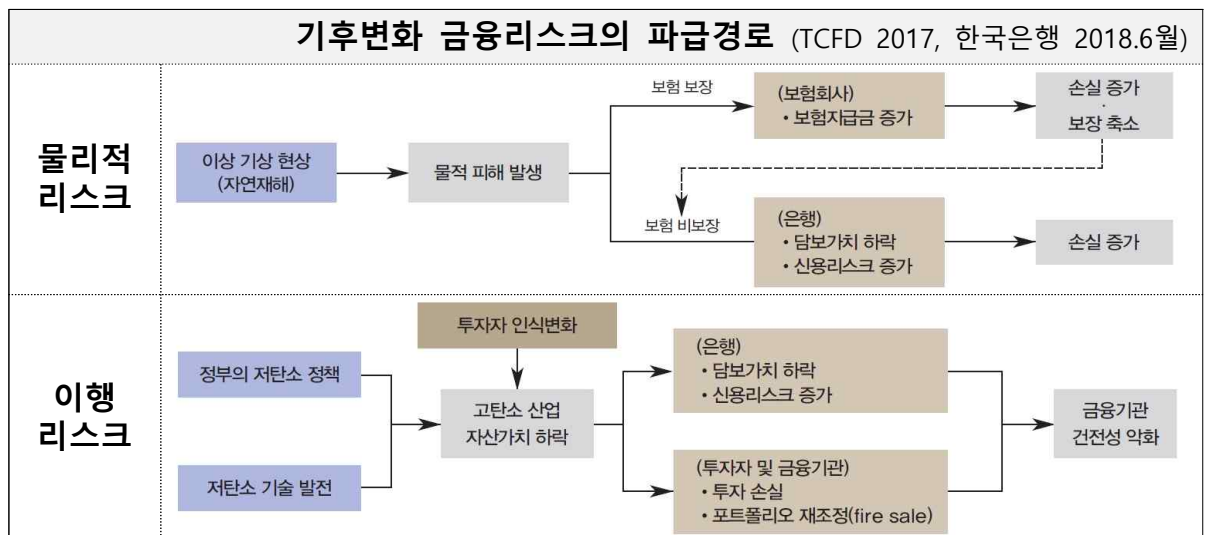 기후변화 금융리스크의 파급경로 (TCFD 2017, 한국은행 2018.6월)
물리적
리스크
이상 기상 현상
(자연재해)
물적 피해 발생
보험 보장
(보험회사)
• 보험지급금 증가
손실 증가
·
보장 축소
보험 비보장
(은행)
• 담보가치 하락
• 신용리스크 증가
손실 증가
이행
리스크
정부의 저탄소 정책
저탄소 기술 발전
투자자 인식변화
고탄소 산업
자산가치 하락
(은행)
• 담보가치 하락
• 신용리스크 증가
(투자자 및 금융기관)
• 투자 손실
• 포트폴리오 재조정(fire sale)
금융기관
건전성 악화